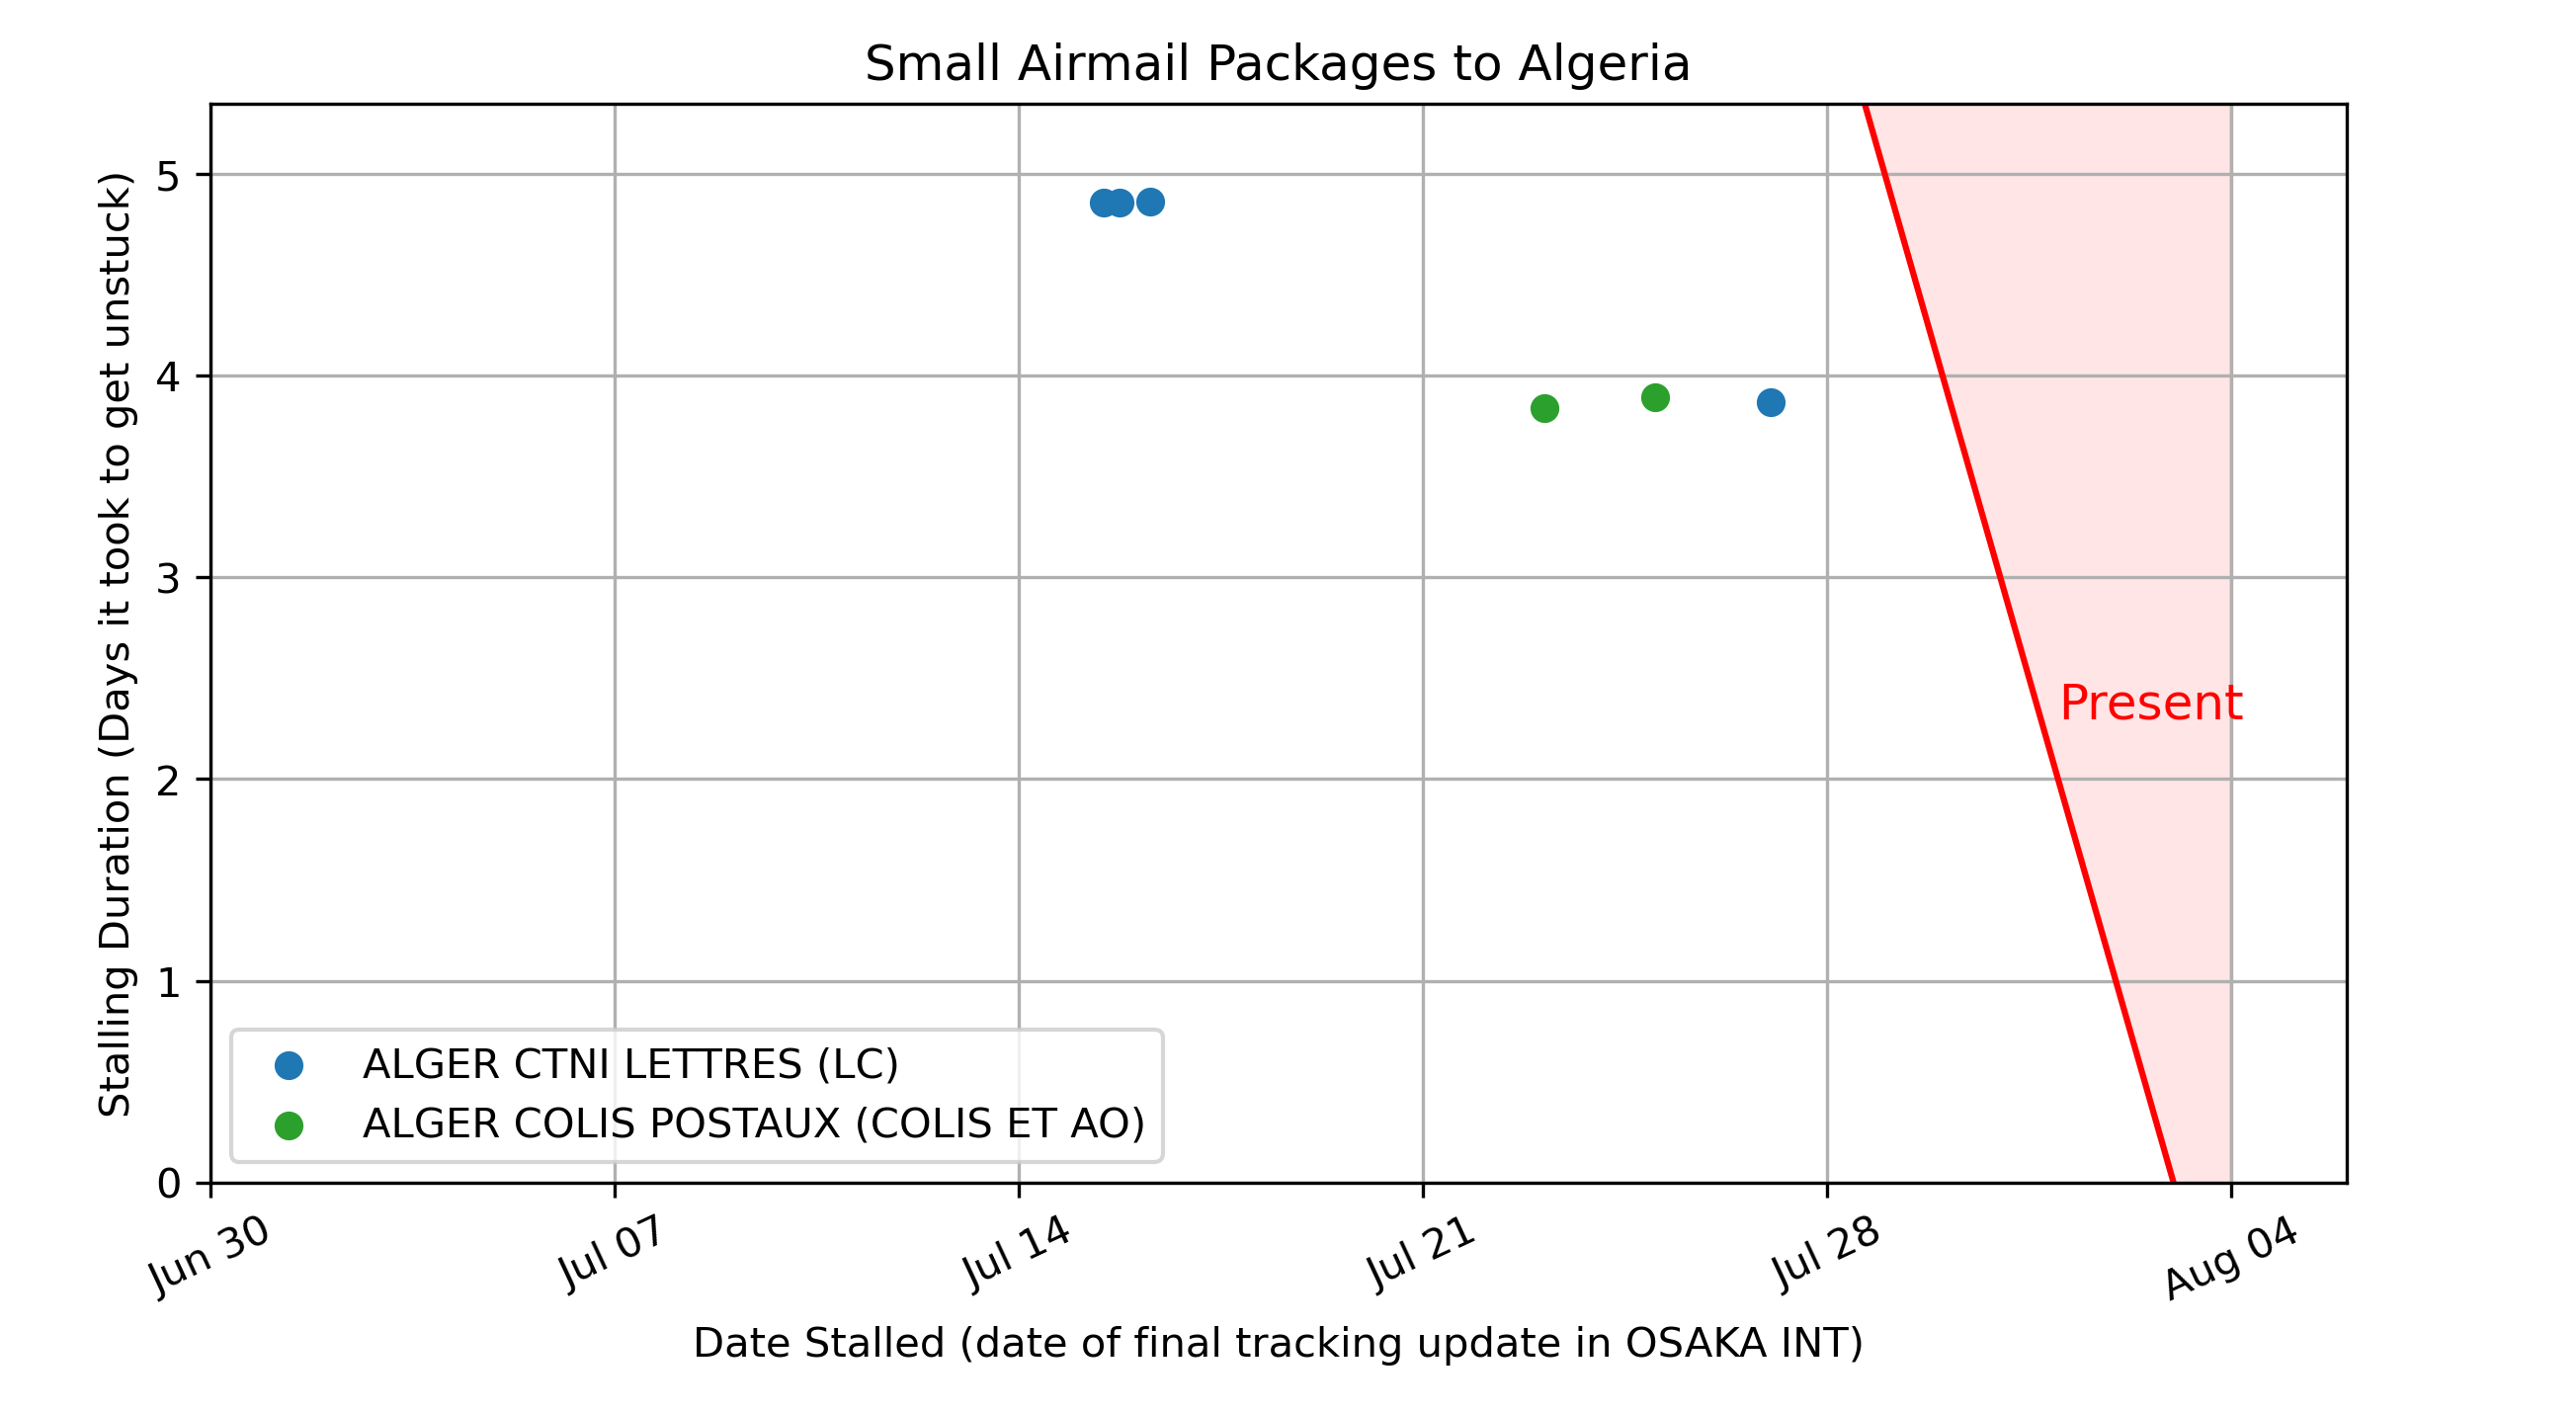 Small Airmail Packages to Algeria
Stalling Duration (Days it took to get unstuck)
5
4
3
2
1
0
Present
ALGER CTNI LETTRES (LC)
ALGER COLIS POSTAUX (COLIS ET AO)
Jun 30
Jul 07
Jul 14
Jul 21
Jul 28
Aug 04
Date Stalled (date of final tracking update in OSAKA INT)